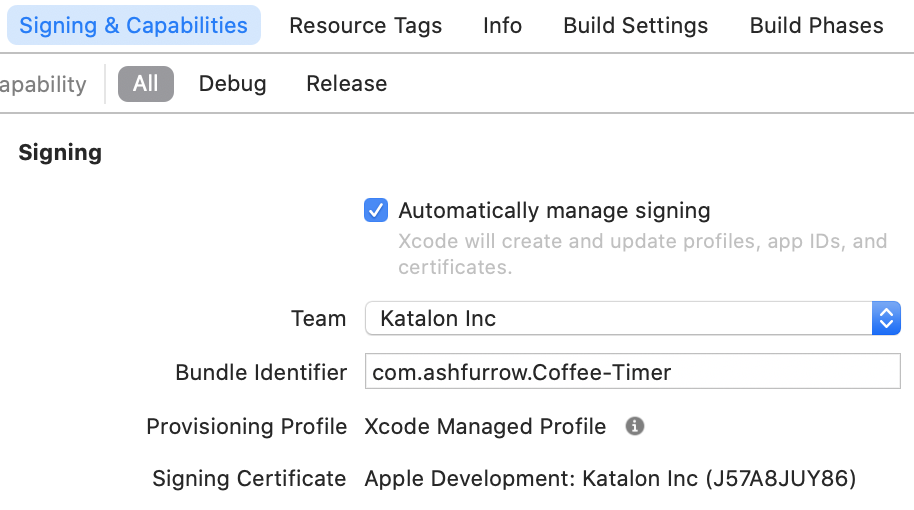 Signing & Capabilities Resource Tags Info Build Settings Build Phases
apability All Debug Release
Signing
Automatically manage signing
Xcode will create and update profiles, app IDs, and
certificates.
Team Katalon Inc
Bundle Identifier com.ashfurrow.Coffee-Timer
Provisioning Profile Xcode Managed Profile
Signing Certificate Apple Development: Katalon Inc (J57A8JUY86)